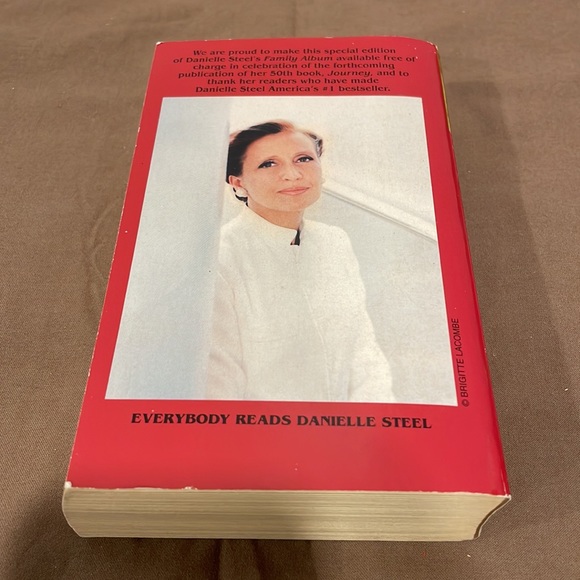 We are proud to make this special edition
of Danielle Steel's Family Album available free of
charge in celebration of the forthcoming
publication of her 50th book, Journey, and to
thank her readers who have made
Danielle Steel America's #1 bestseller.
© BRIGITTE LACOMBE
EVERYBODY READS DANIELLE STEEL